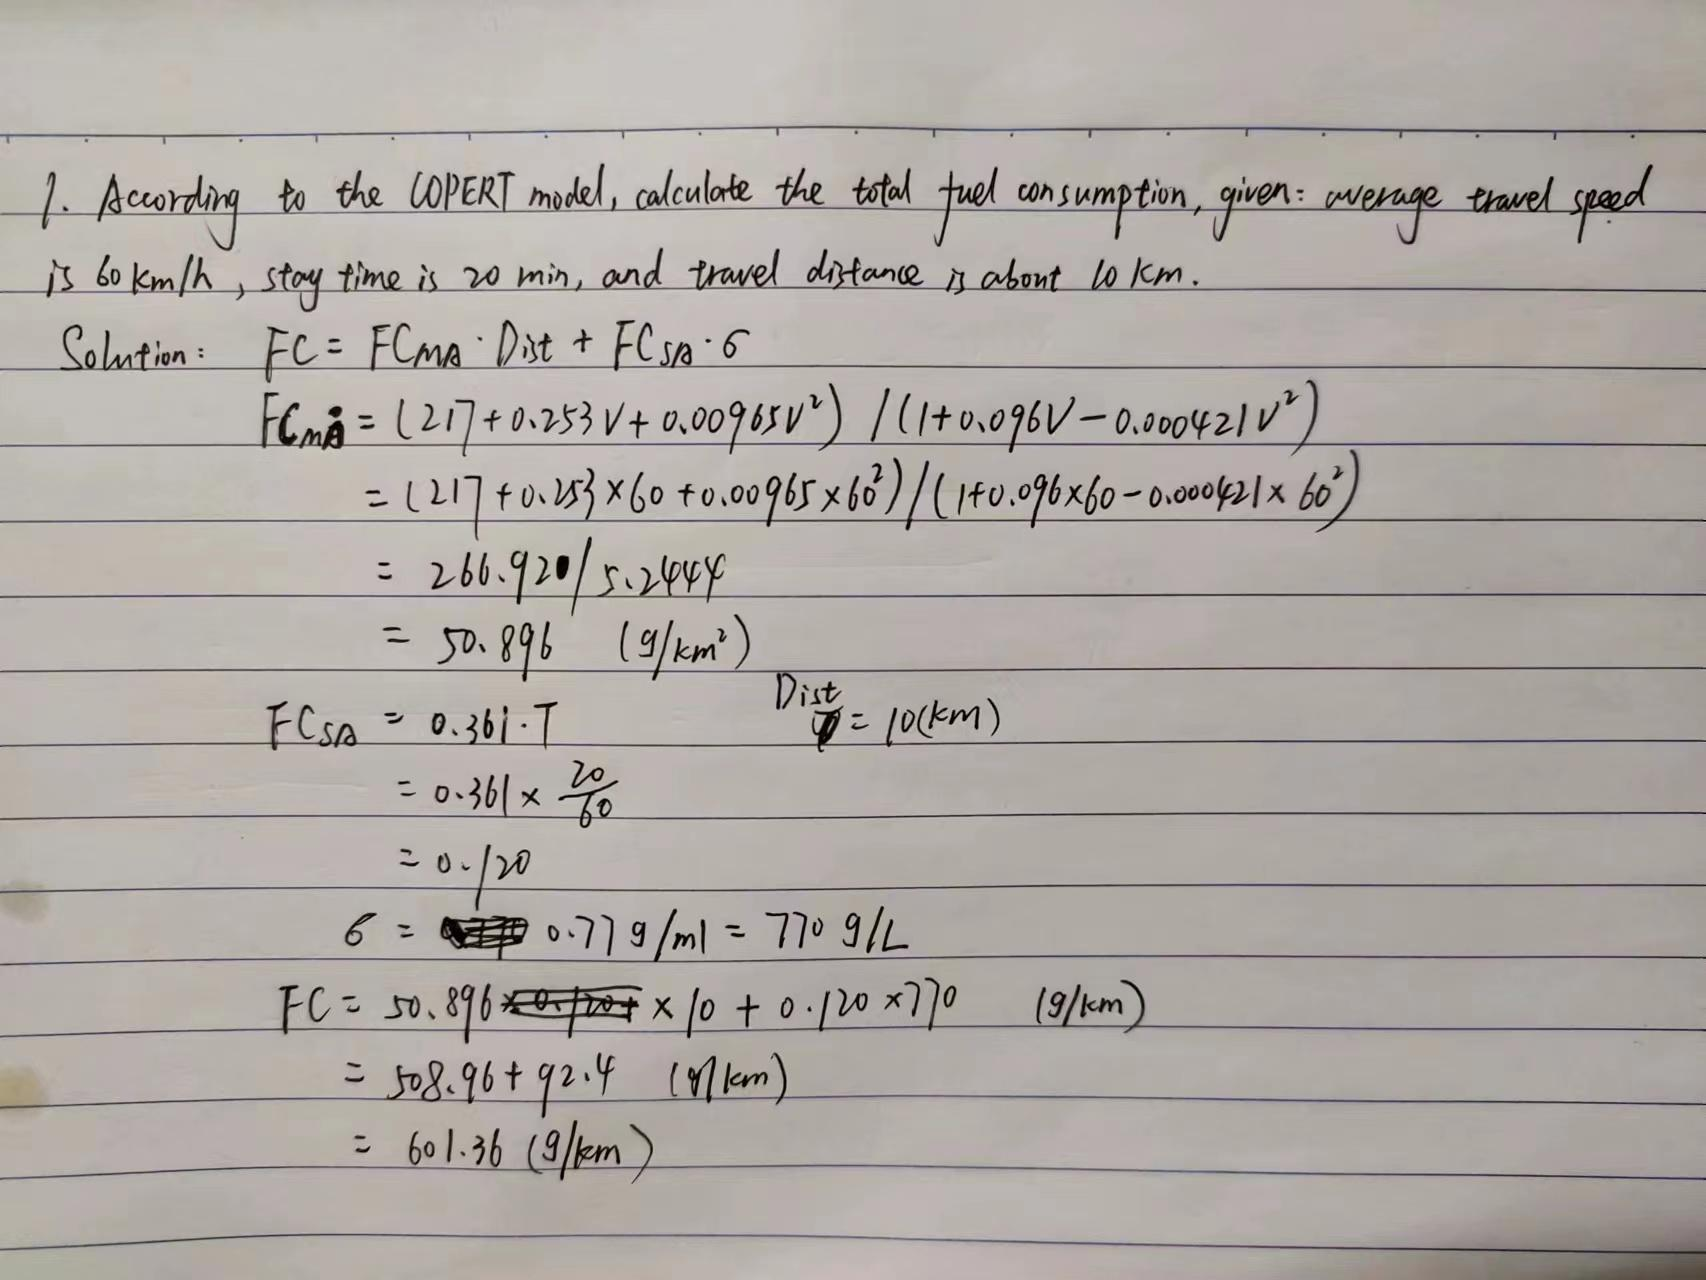 1. According to the COPERT model, calculate the total fuel consumption, given: average travel speed
is 60 km/h, stay time is 20 min, and travel distance is about 10 km.
Solution: FC = FC_MA · Dist + FC_SA · 6
FC_MA = (217 + 0.253V + 0.00965V²) / (1 + 0.096V − 0.000421V²)
= (217 + 0.253 × 60 + 0.00965 × 60²) / (1 + 0.096 × 60 − 0.000421 × 60²)
= 266.920 / 5.2444
= 50.896 (g/km²)
FC_SA = 0.361 · T Dist = 10 (km)
= 0.361 × 20/60
= 0.120
6 = 0.77 g/ml = 770 g/L
FC = 50.896 × 10 + 0.120 × 770 (g/km)
= 508.96 + 92.4 (g/km)
= 601.36 (g/km)